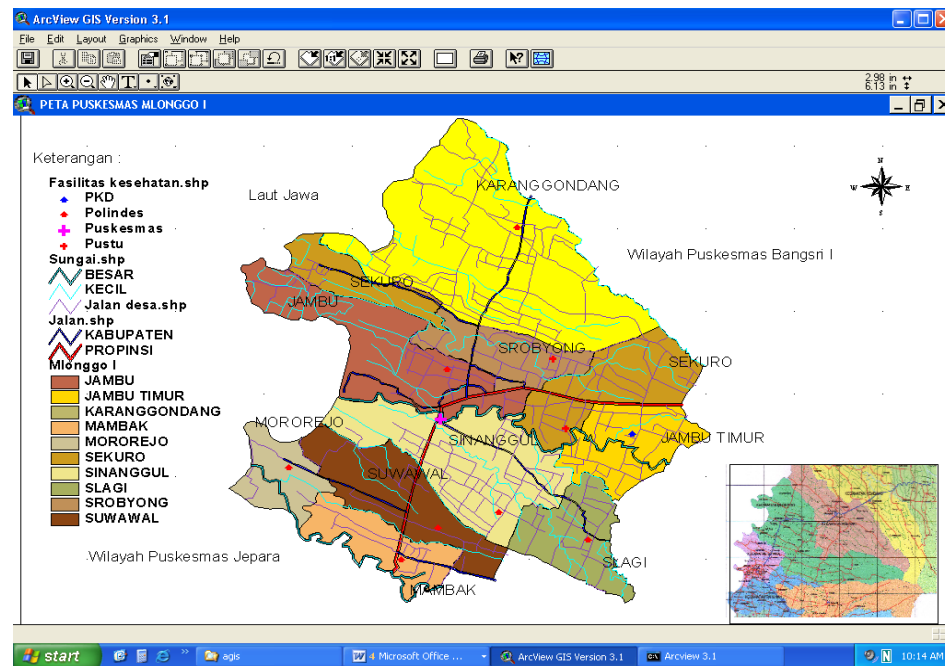 ArcView GIS Version 3.1
File Edit Layout Graphics Window Help
2.98 in
6.13 in
PETA PUSKESMAS MLONGGO I
Keterangan :
Fasilitas kesehatan.shp
PKD
Polindes
Puskesmas
Pustu
Sungai.shp
BESAR
KECIL
Jalan desa.shp
Jalan.shp
KABUPATEN
PROPINSI
Mlonggo I
JAMBU
JAMBU TIMUR
KARANGGONDANG
MAMBAK
MOROREJO
SEKURO
SINANGGUL
SLAGI
SROBYONG
SUWAWAL
Laut Jawa
KARANGGONDANG
N
W E
S
Wilayah Puskesmas Bangsri I
SEKURO
JAMBU
SROBYONG
SEKURO
MOROREJO
SINANGGUL
JAMBU TIMUR
SUWAWAL
Wilayah Puskesmas Jepara
SLAGI
MAMBAK
start
agis
4 Microsoft Office ...
ArcView GIS Version 3.1
Arcview 3.1
10:14 AM